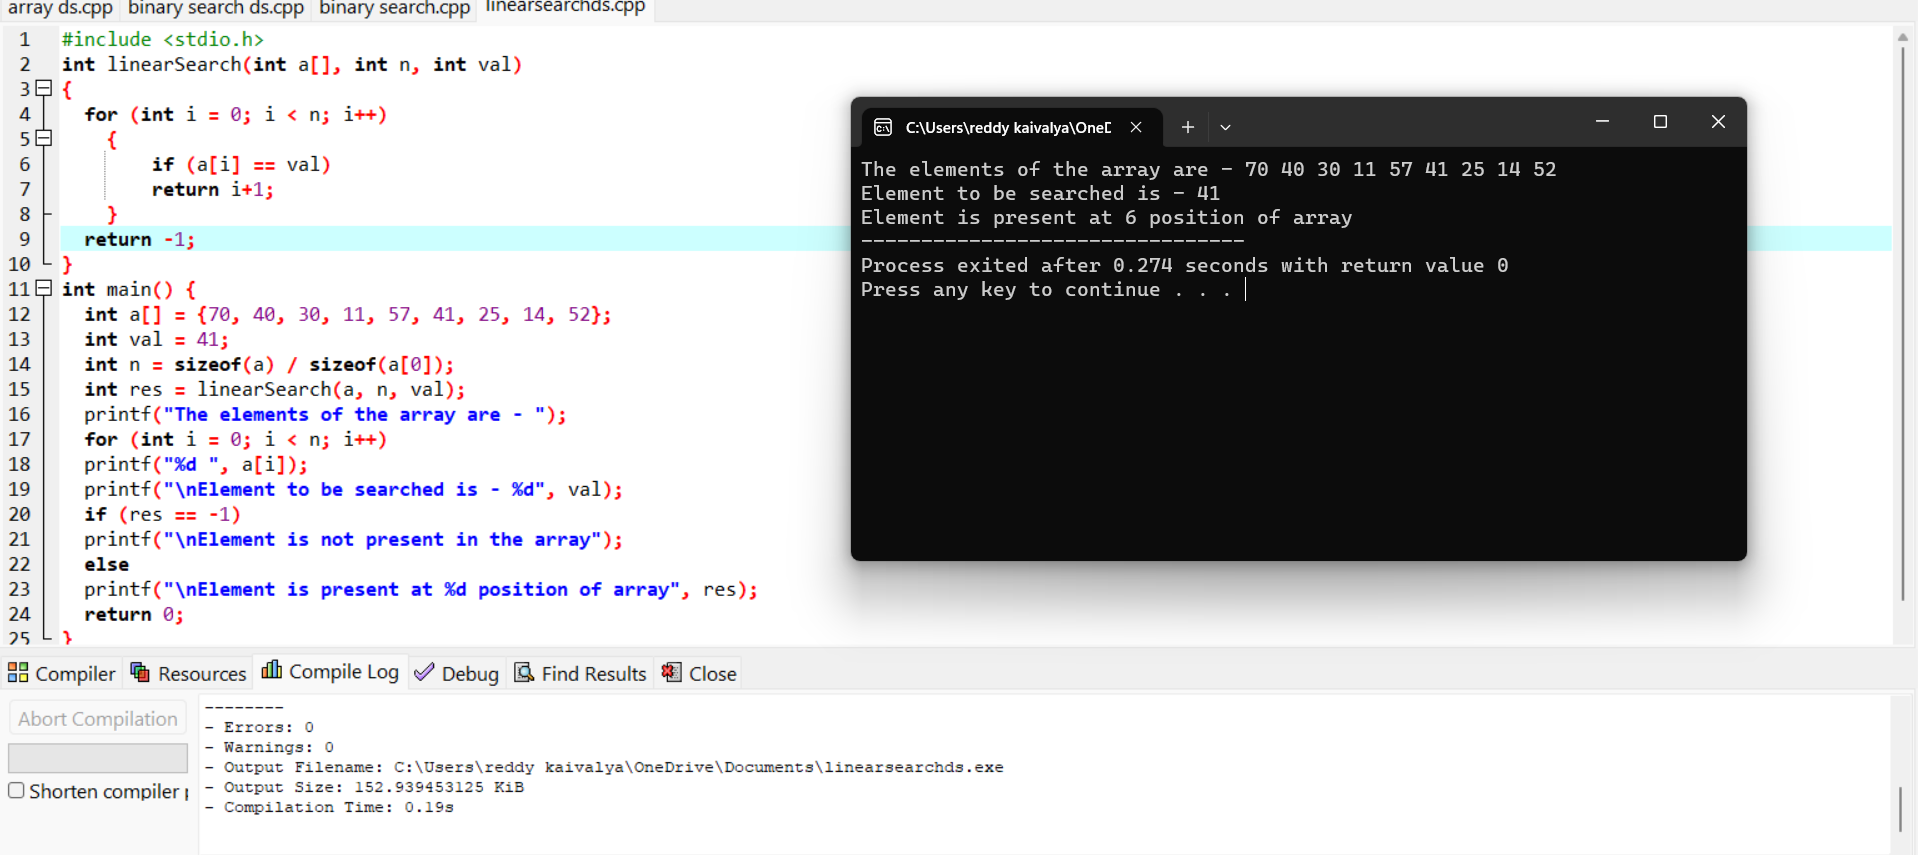 array ds.cpp binary search ds.cpp binary search.cpp linearsearchds.cpp
1 #include <stdio.h>
2 int linearSearch(int a[], int n, int val)
3 {
4 for (int i = 0; i < n; i++)
5 {
6 if (a[i] == val)
7 return i+1;
8 }
9 return -1;
10 }
11 int main() {
12 int a[] = {70, 40, 30, 11, 57, 41, 25, 14, 52};
13 int val = 41;
14 int n = sizeof(a) / sizeof(a[0]);
15 int res = linearSearch(a, n, val);
16 printf("The elements of the array are - ");
17 for (int i = 0; i < n; i++)
18 printf("%d ", a[i]);
19 printf("\nElement to be searched is - %d", val);
20 if (res == -1)
21 printf("\nElement is not present in the array");
22 else
23 printf("\nElement is present at %d position of array", res);
24 return 0;
25 }
C:\Users\reddy kaivalya\OneD
The elements of the array are - 70 40 30 11 57 41 25 14 52
Element to be searched is - 41
Element is present at 6 position of array
--------------------------------
Process exited after 0.274 seconds with return value 0
Press any key to continue . . .
Compiler Resources Compile Log Debug Find Results Close
Abort Compilation
Shorten compiler p
--------
- Errors: 0
- Warnings: 0
- Output Filename: C:\Users\reddy kaivalya\OneDrive\Documents\linearsearchds.exe
- Output Size: 152.939453125 KiB
- Compilation Time: 0.19s